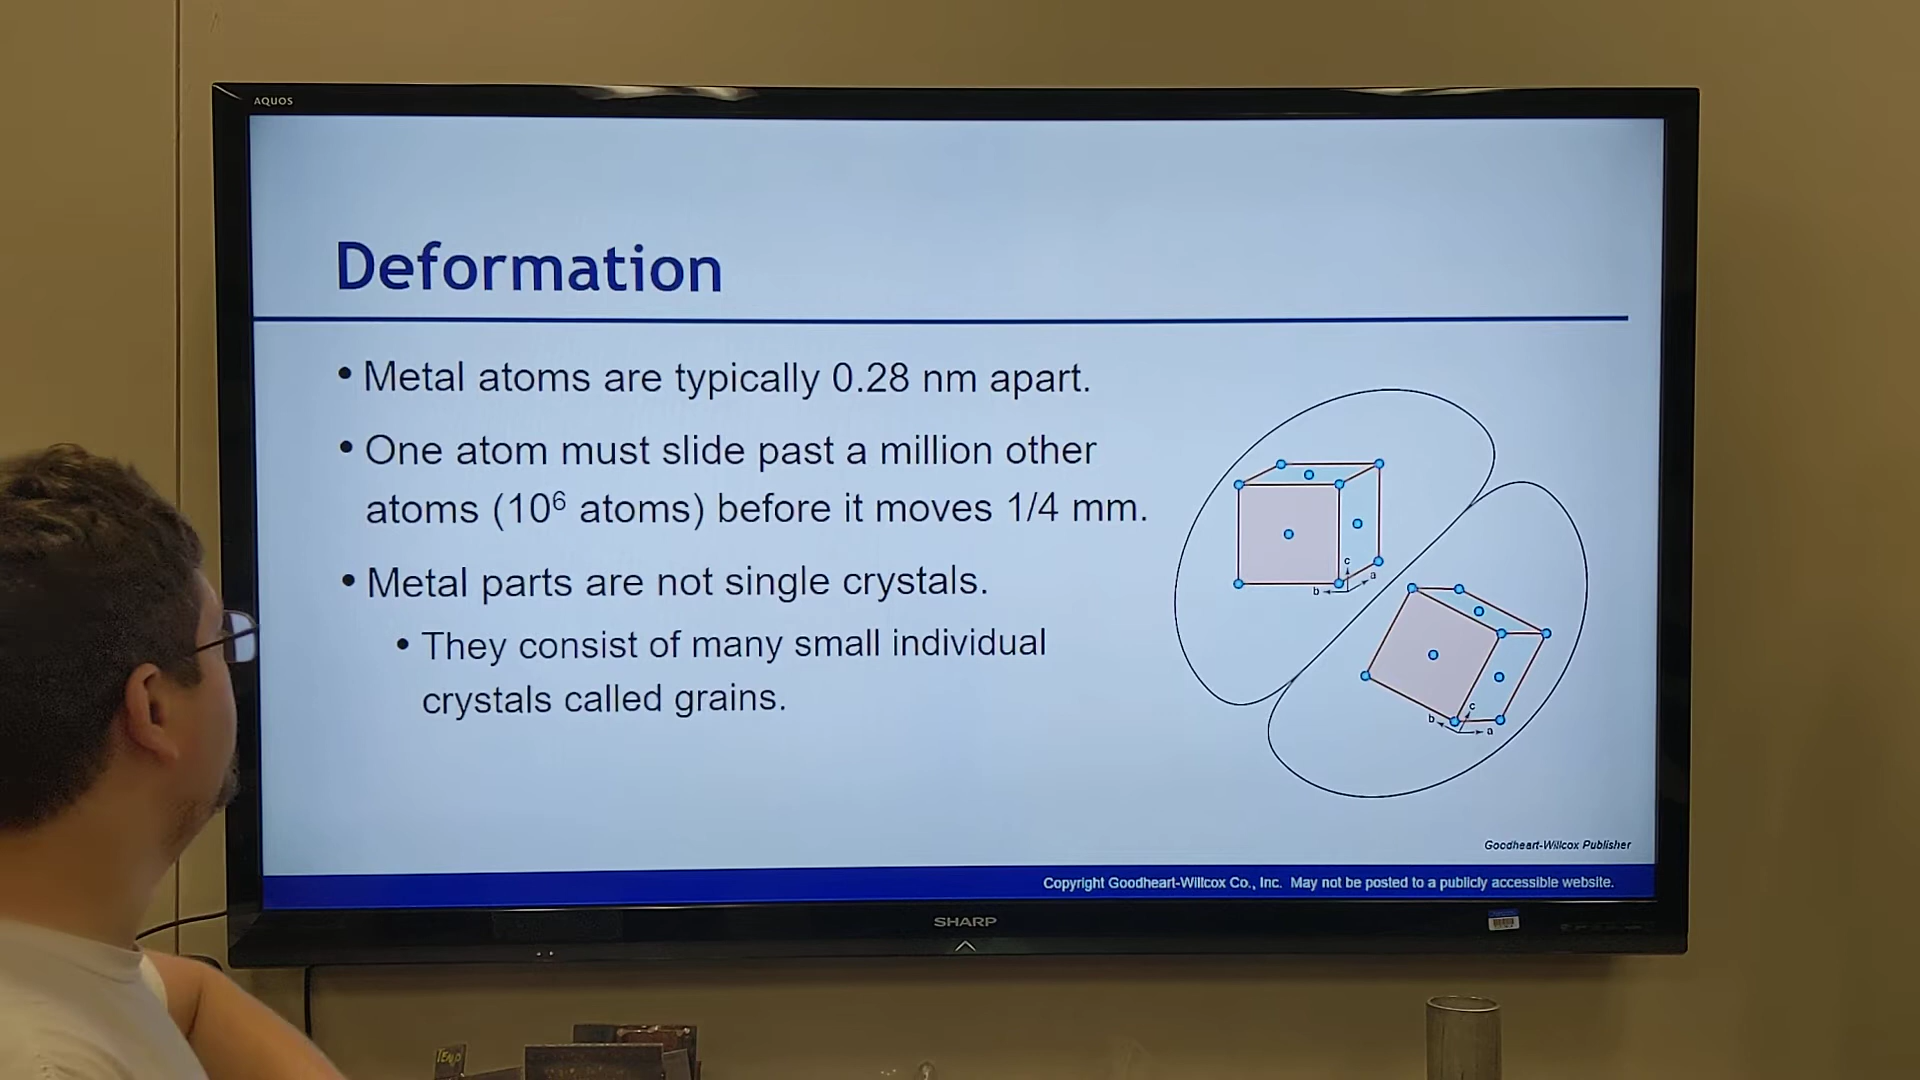 AQUOS
Deformation
• Metal atoms are typically 0.28 nm apart.
• One atom must slide past a million other
atoms (10⁶ atoms) before it moves 1/4 mm.
• Metal parts are not single crystals.
• They consist of many small individual
crystals called grains.
c
a
b
c
b
a
Goodheart-Willcox Publisher
Copyright Goodheart-Willcox Co., Inc. May not be posted to a publicly accessible website.
SHARP